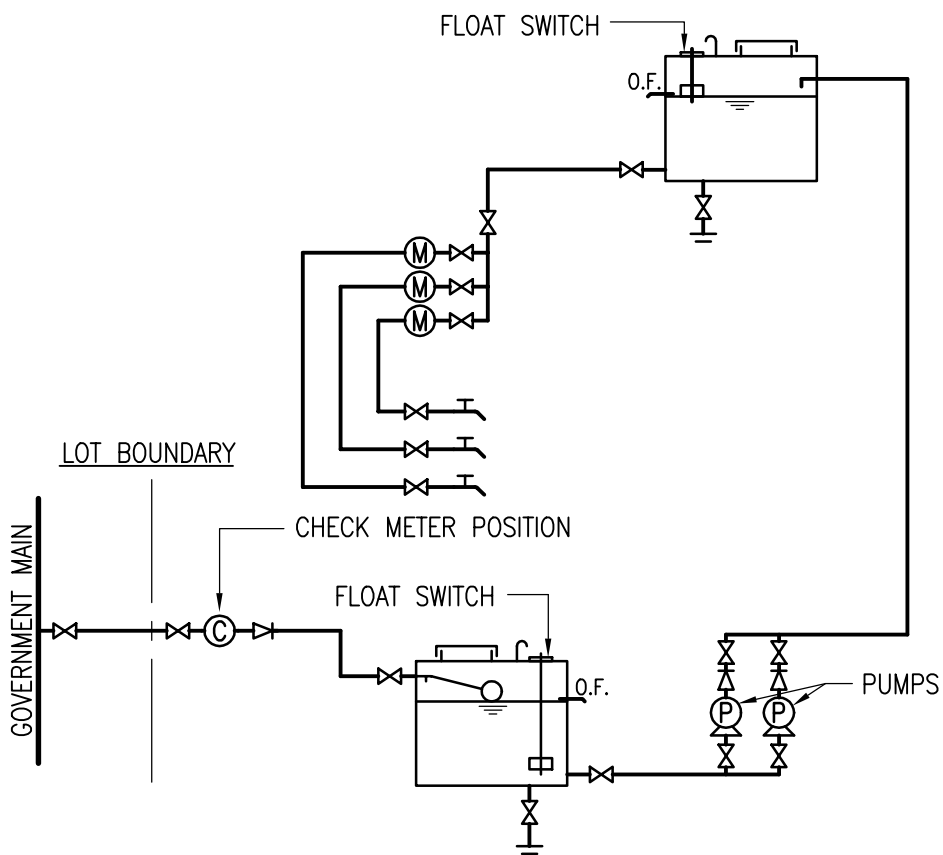 FLOAT SWITCH
O.F.
M
M
M
LOT BOUNDARY
GOVERNMENT MAIN
CHECK METER POSITION
FLOAT SWITCH
C
O.F.
PUMPS
P P